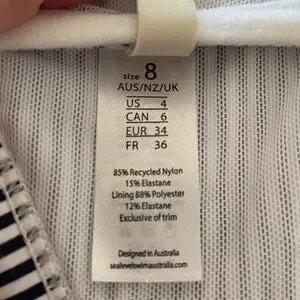 size 8
AUS/NZ/UK
US 4
CAN 6
EUR 34
FR 36
85% Recycled Nylon
15% Elastane
Lining 88% Polyester
12% Elastane
Exclusive of trim
Designed in Australia
sealevelswimaustralia.com